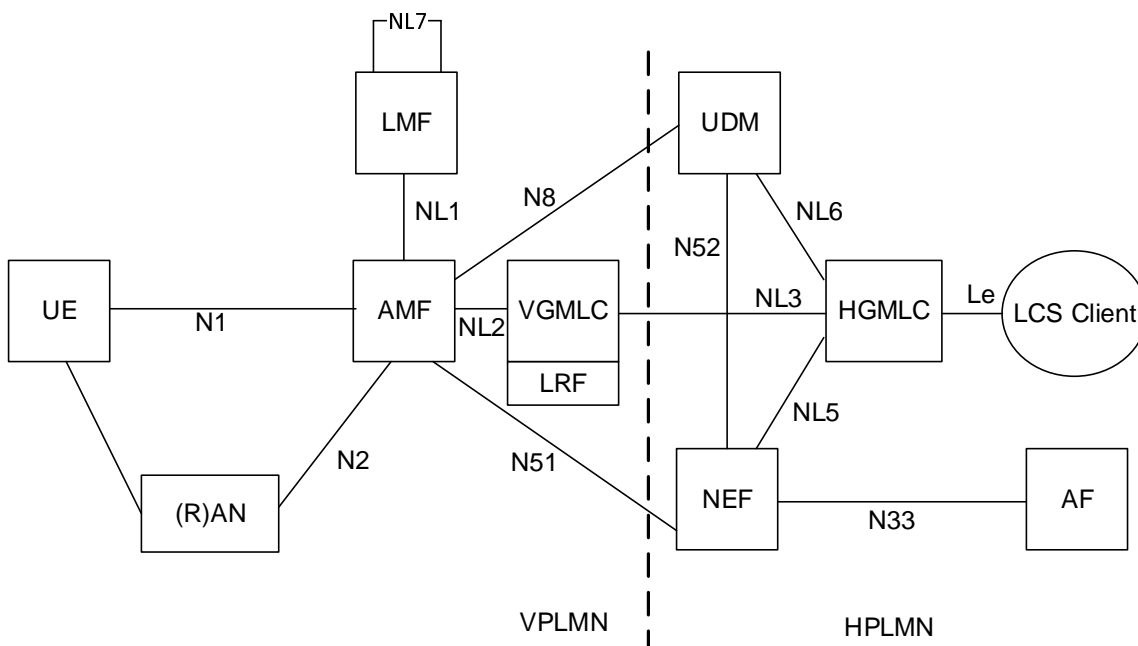 NL7
LMF
UDM
NL1
N8
NL6
N52
UE
N1
AMF
NL2
VGMLC
NL3
HGMLC
Le
LCS Client
LRF
NL5
N2
N51
(R)AN
NEF
N33
AF
VPLMN
HPLMN